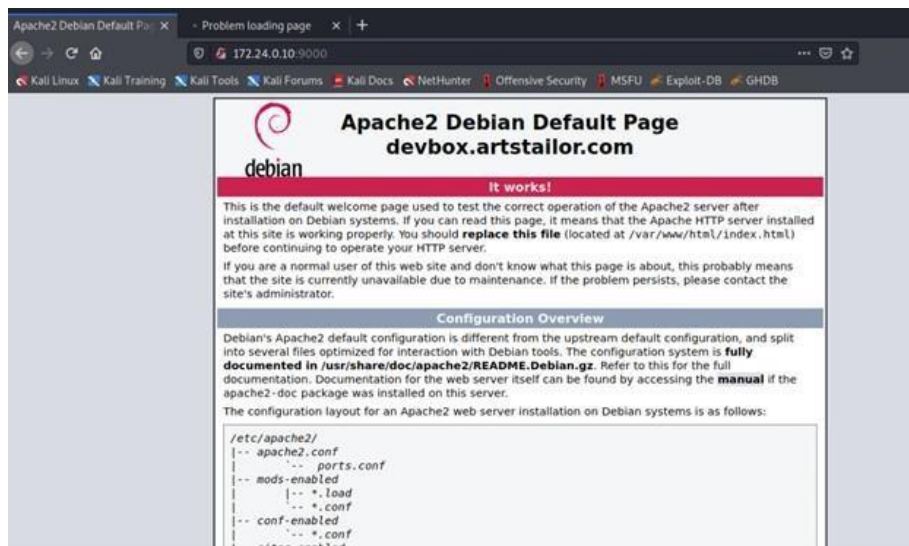 Apache2 Debian Default Pag
Problem loading page
172.24.0.10:9000
Kali Linux Kali Training Kali Tools Kali Forums Kali Docs NetHunter Offensive Security MSFU Exploit-DB GHDB
debian
Apache2 Debian Default Page
devbox.artstailor.com
It works!
This is the default welcome page used to test the correct operation of the Apache2 server after
installation on Debian systems. If you can read this page, it means that the Apache HTTP server installed
at this site is working properly. You should replace this file (located at /var/www/html/index.html)
before continuing to operate your HTTP server.
If you are a normal user of this web site and don't know what this page is about, this probably means
that the site is currently unavailable due to maintenance. If the problem persists, please contact the
site's administrator.
Configuration Overview
Debian's Apache2 default configuration is different from the upstream default configuration, and split
into several files optimized for interaction with Debian tools. The configuration system is fully
documented in /usr/share/doc/apache2/README.Debian.gz. Refer to this for the full
documentation. Documentation for the web server itself can be found by accessing the manual if the
apache2-doc package was installed on this server.
The configuration layout for an Apache2 web server installation on Debian systems is as follows:
/etc/apache2/
|-- apache2.conf
|       `--  ports.conf
|-- mods-enabled
|       |-- *.load
|       `-- *.conf
|-- conf-enabled
|       `-- *.conf